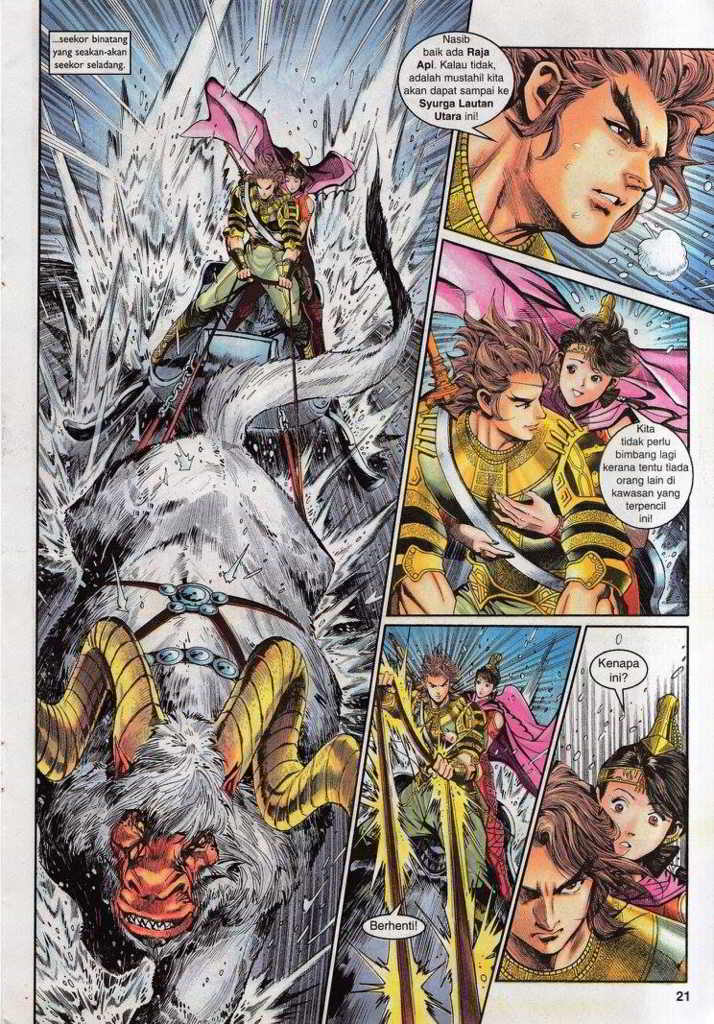 ...seekor binatang
yang seakan-akan
seekor seladang.
Nasib
baik ada Raja
Api. Kalau tidak,
adalah mustahil kita
akan dapat sampai ke
Syurga Lautan
Utara ini!
Kita
tidak perlu
bimbang lagi
kerana tentu tiada
orang lain di
kawasan yang
terpencil
ini!
Berhenti!
Kenapa
ini?
21